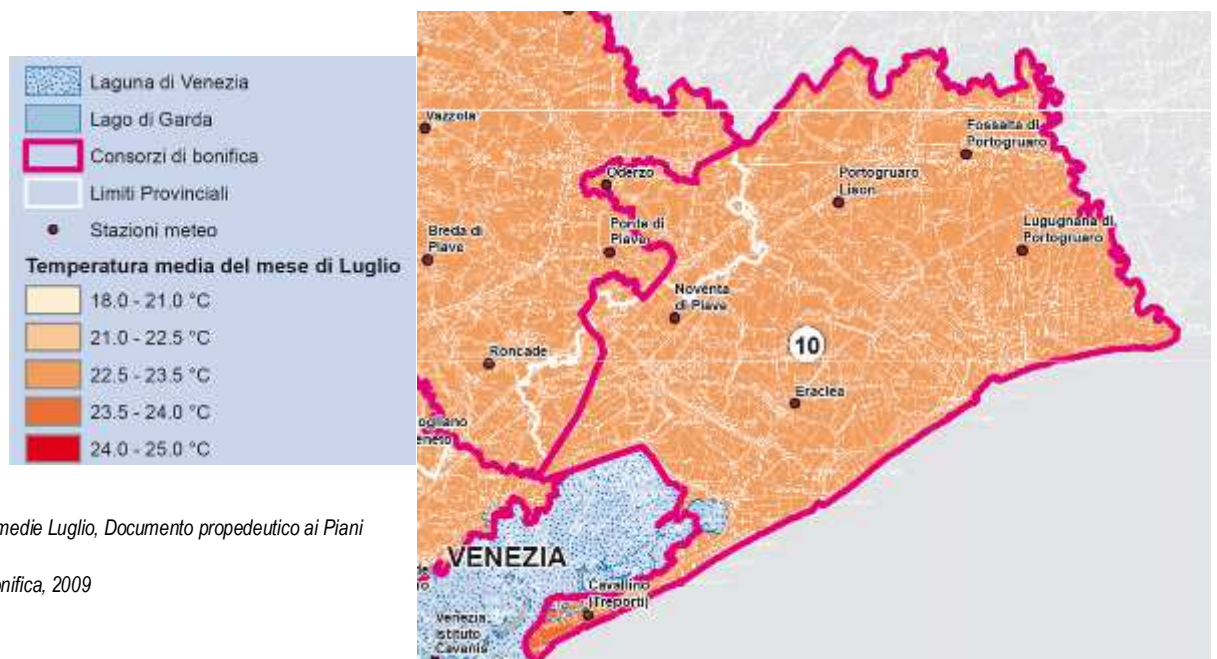 Laguna di Venezia
Lago di Garda
Consorzi di bonifica
Limiti Provinciali
Stazioni meteo
Temperatura media del mese di Luglio
18.0 - 21.0 °C
21.0 - 22.5 °C
22.5 - 23.5 °C
23.5 - 24.0 °C
24.0 - 25.0 °C
medie Luglio, Documento propedeutico ai Piani
onifica, 2009
Vazzola
Fossalta di
Portogruaro
Oderzo
Portogruaro
Lison
Breda di
Piave
Ponte di
Piave
Lugugnana di
Portogruaro
Noventa
di Piave
10
Roncade
Eraclea
ogliano
eneto
VENEZIA
Cavallino
(Treporti)
Venezia
Istituto
Cavanis